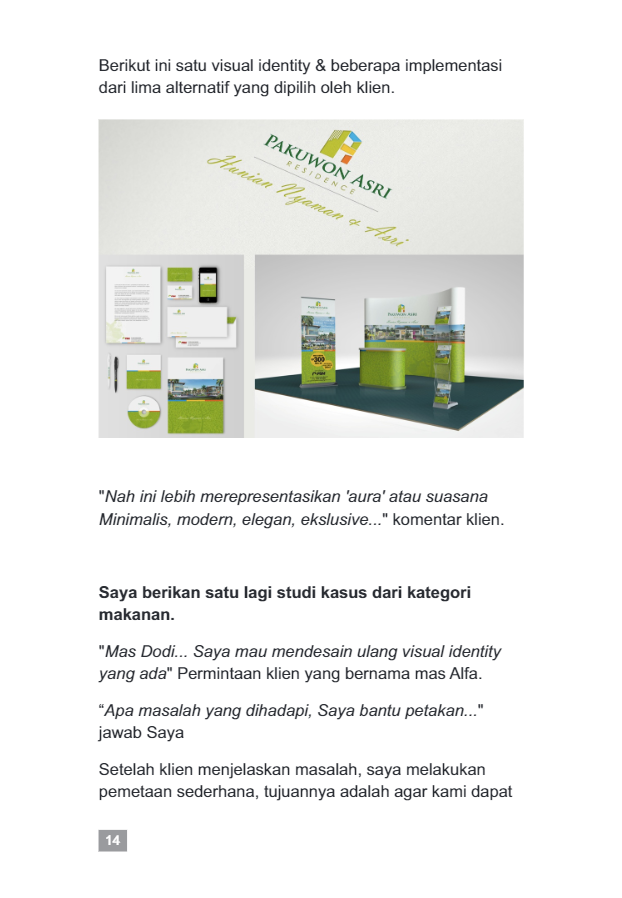 Berikut ini satu visual identity & beberapa implementasi
dari lima alternatif yang dipilih oleh klien.
PAKUWON ASRI
RESIDENCE
Hunian Nyaman & Asri
PAKUWON ASRI
PAKUWON ASRI
"Nah ini lebih merepresentasikan 'aura' atau suasana
Minimalis, modern, elegan, ekslusive..." komentar klien.
Saya berikan satu lagi studi kasus dari kategori
makanan.
"Mas Dodi... Saya mau mendesain ulang visual identity
yang ada" Permintaan klien yang bernama mas Alfa.
“Apa masalah yang dihadapi, Saya bantu petakan..."
jawab Saya
Setelah klien menjelaskan masalah, saya melakukan
pemetaan sederhana, tujuannya adalah agar kami dapat
14